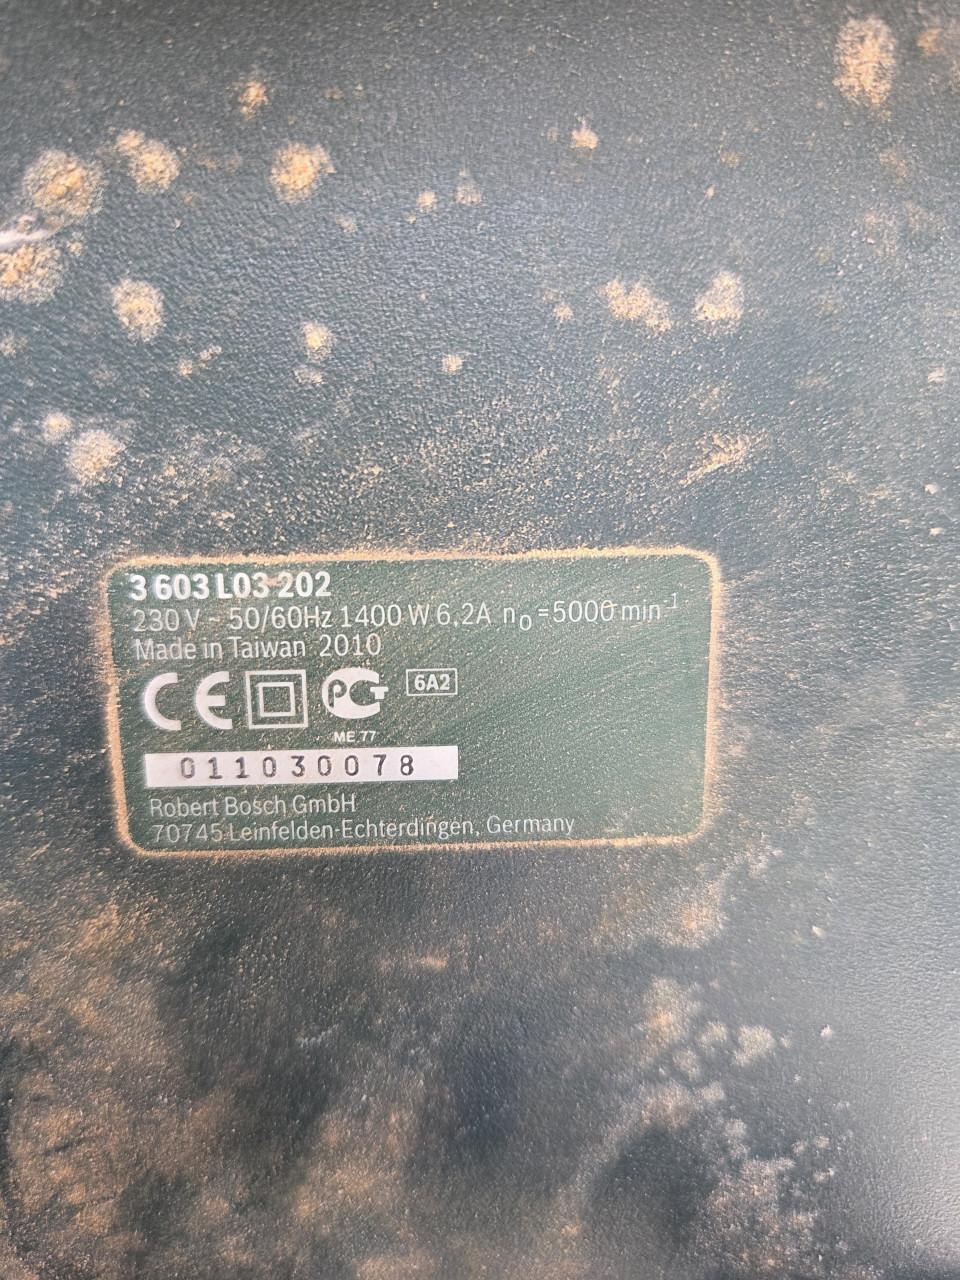 3 603 L03 202
230 V ~ 50/60Hz 1400 W 6,2A n₀ =5000 min⁻¹
Made in Taiwan 2010
CE PCT 6A2
ME 77
011030078
Robert Bosch GmbH
70745 Leinfelden-Echterdingen, Germany